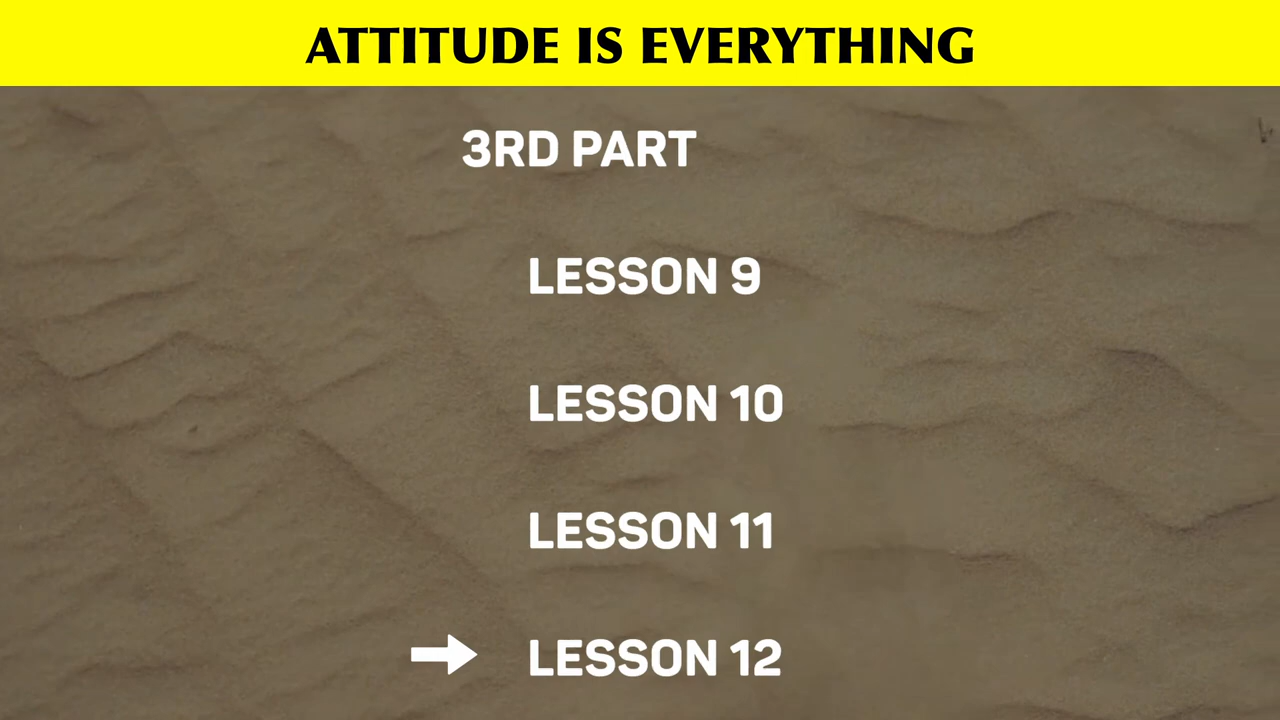 ATTITUDE IS EVERYTHING
3RD PART
LESSON 9
LESSON 10
LESSON 11
LESSON 12